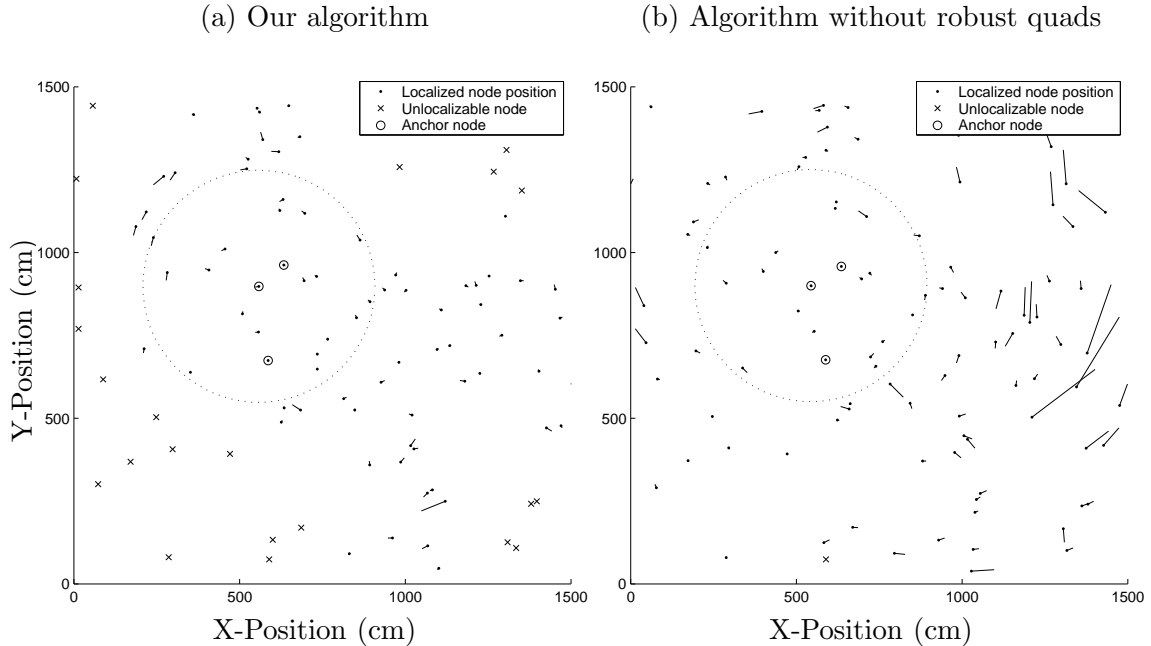 (a) Our algorithm
(b) Algorithm without robust quads
1500
1000
500
0
0
500
1000
1500
Y-Position (cm)
X-Position (cm)
Localized node position
Unlocalizable node
Anchor node
1500
1000
500
0
0
500
1000
1500
X-Position (cm)
Localized node position
Unlocalizable node
Anchor node